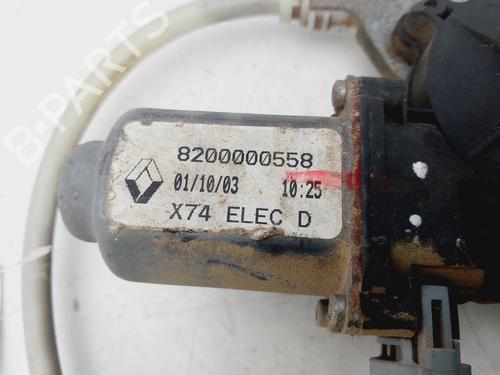 8200000558
01/10/03 10:25
X74 ELEC D
B-PARTS